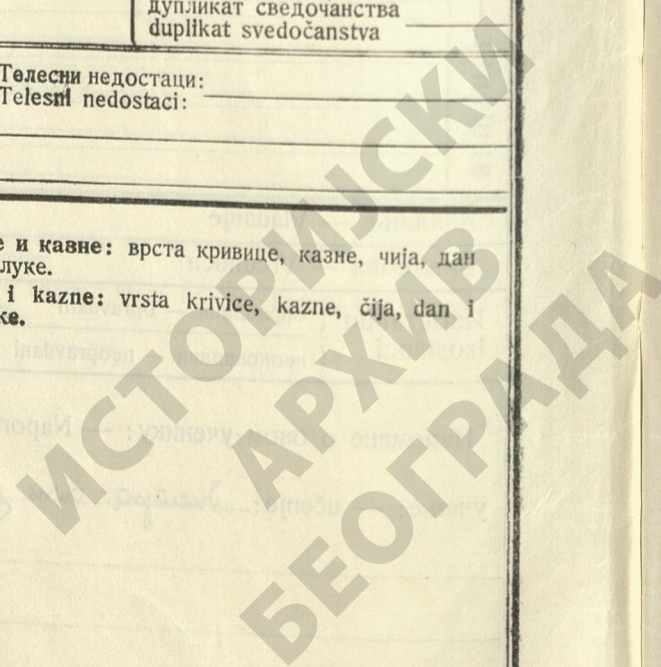 дупликат сведочанства
duplikat svedočanstva
Телесни недостаци:
Telesni nedostaci:
е и кавне: врста кривице, казне, чија, дан
луке.
i kazne: vrsta krivice, kazne, čija, dan i
ke.
ИСТОРИЈСКИ
АРХИВ
БЕОГРАДА